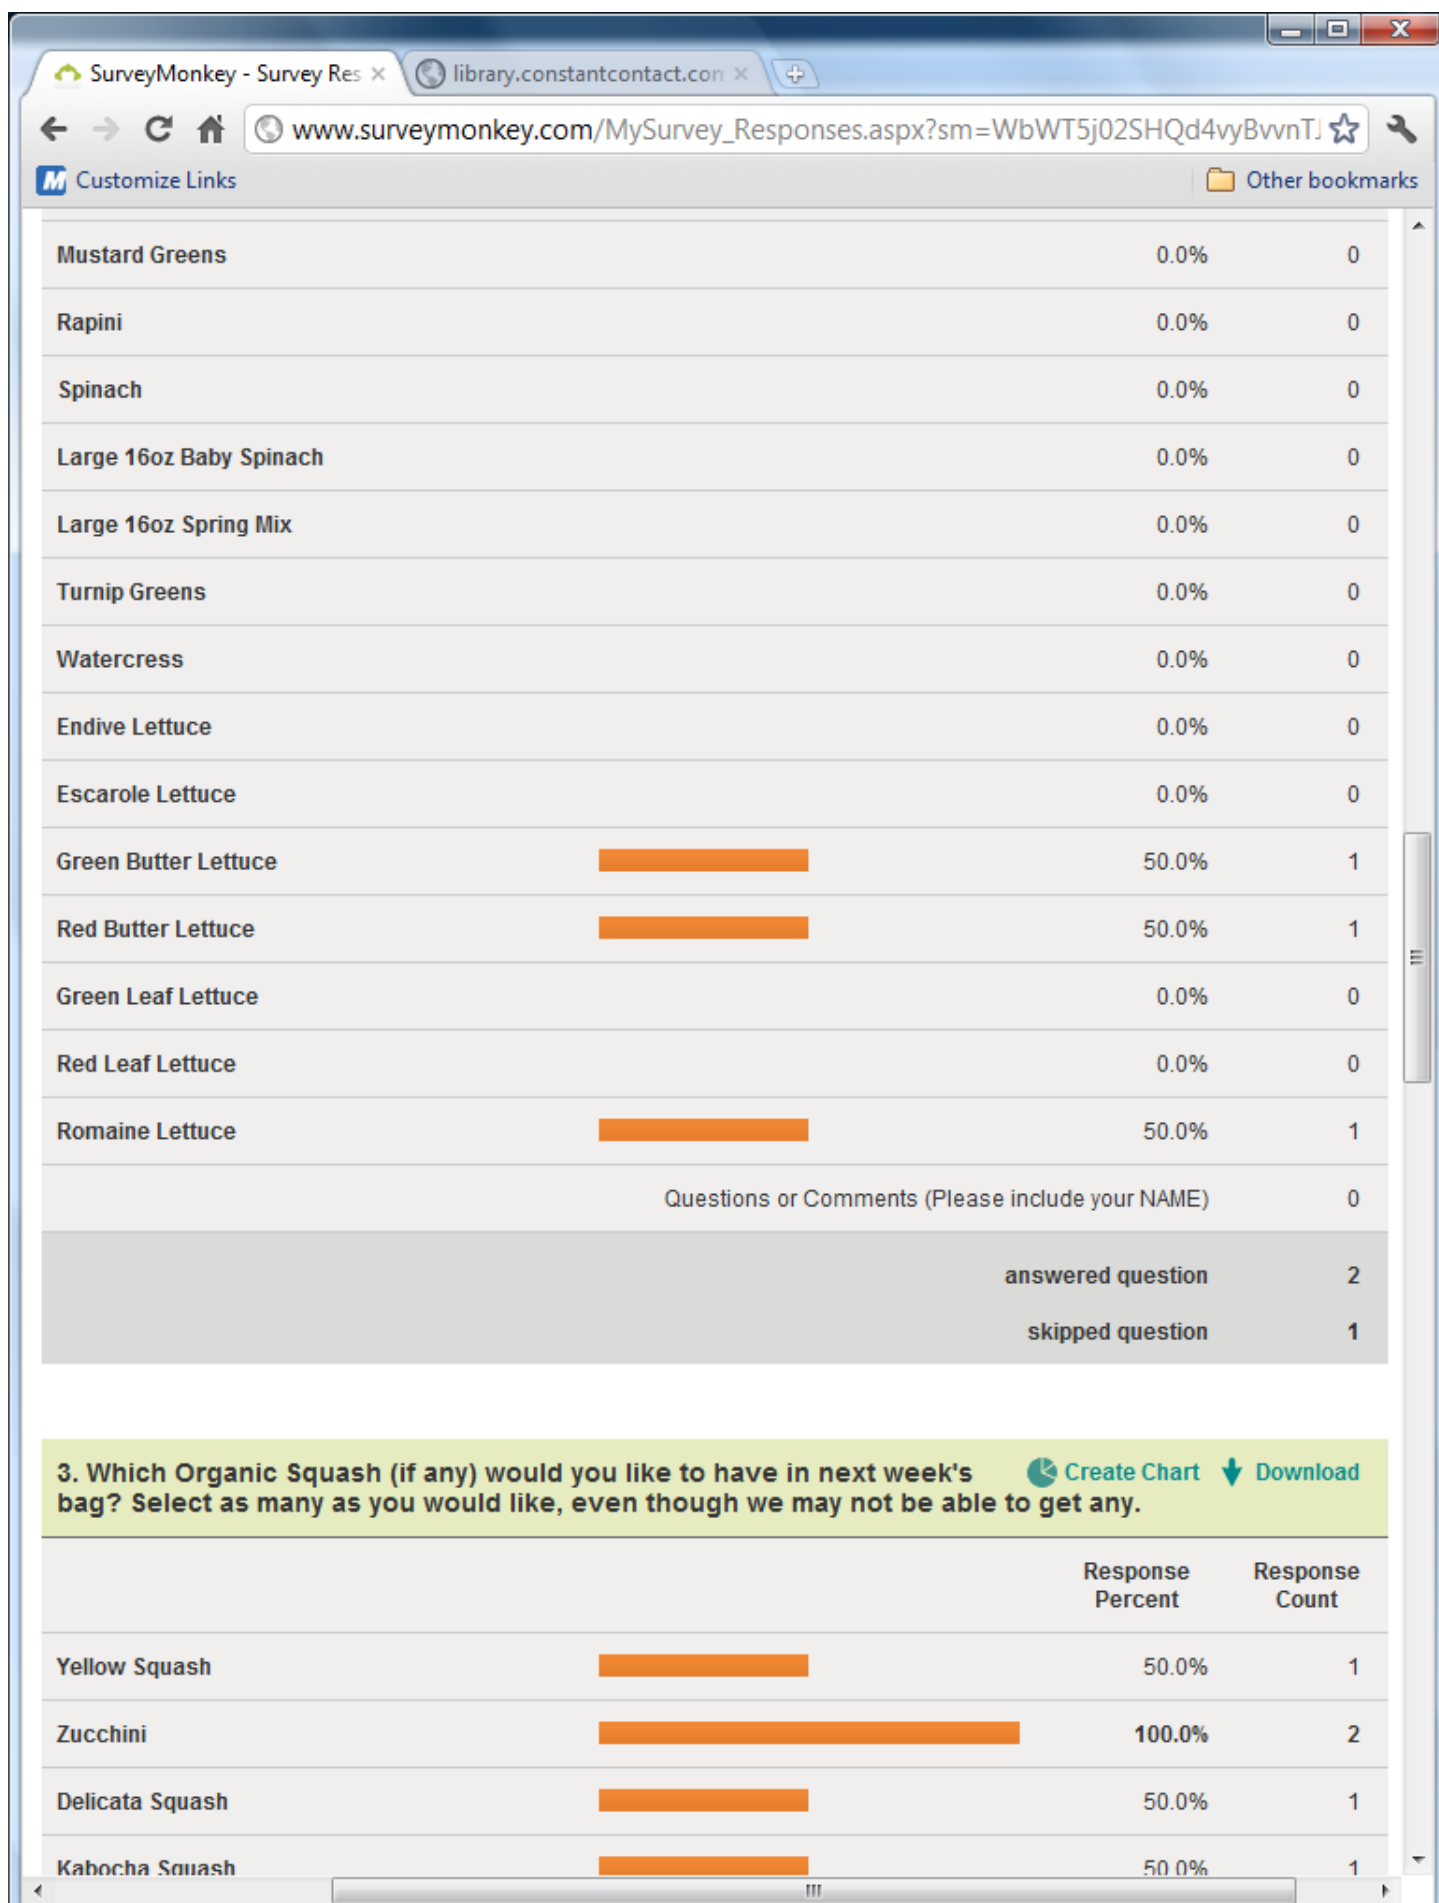 SurveyMonkey - Survey Res
library.constantcontact.con
www.surveymonkey.com/MySurvey_Responses.aspx?sm=WbWT5j02SHQd4vyBvvnTJ
Customize Links Other bookmarks
Mustard Greens 0.0% 0
Rapini 0.0% 0
Spinach 0.0% 0
Large 16oz Baby Spinach 0.0% 0
Large 16oz Spring Mix 0.0% 0
Turnip Greens 0.0% 0
Watercress 0.0% 0
Endive Lettuce 0.0% 0
Escarole Lettuce 0.0% 0
Green Butter Lettuce 50.0% 1
Red Butter Lettuce 50.0% 1
Green Leaf Lettuce 0.0% 0
Red Leaf Lettuce 0.0% 0
Romaine Lettuce 50.0% 1
Questions or Comments (Please include your NAME) 0
answered question 2
skipped question 1
3. Which Organic Squash (if any) would you like to have in next week's Create Chart Download
bag? Select as many as you would like, even though we may not be able to get any.
Response Response
Percent Count
Yellow Squash 50.0% 1
Zucchini 100.0% 2
Delicata Squash 50.0% 1
Kabocha Squash 50.0% 1